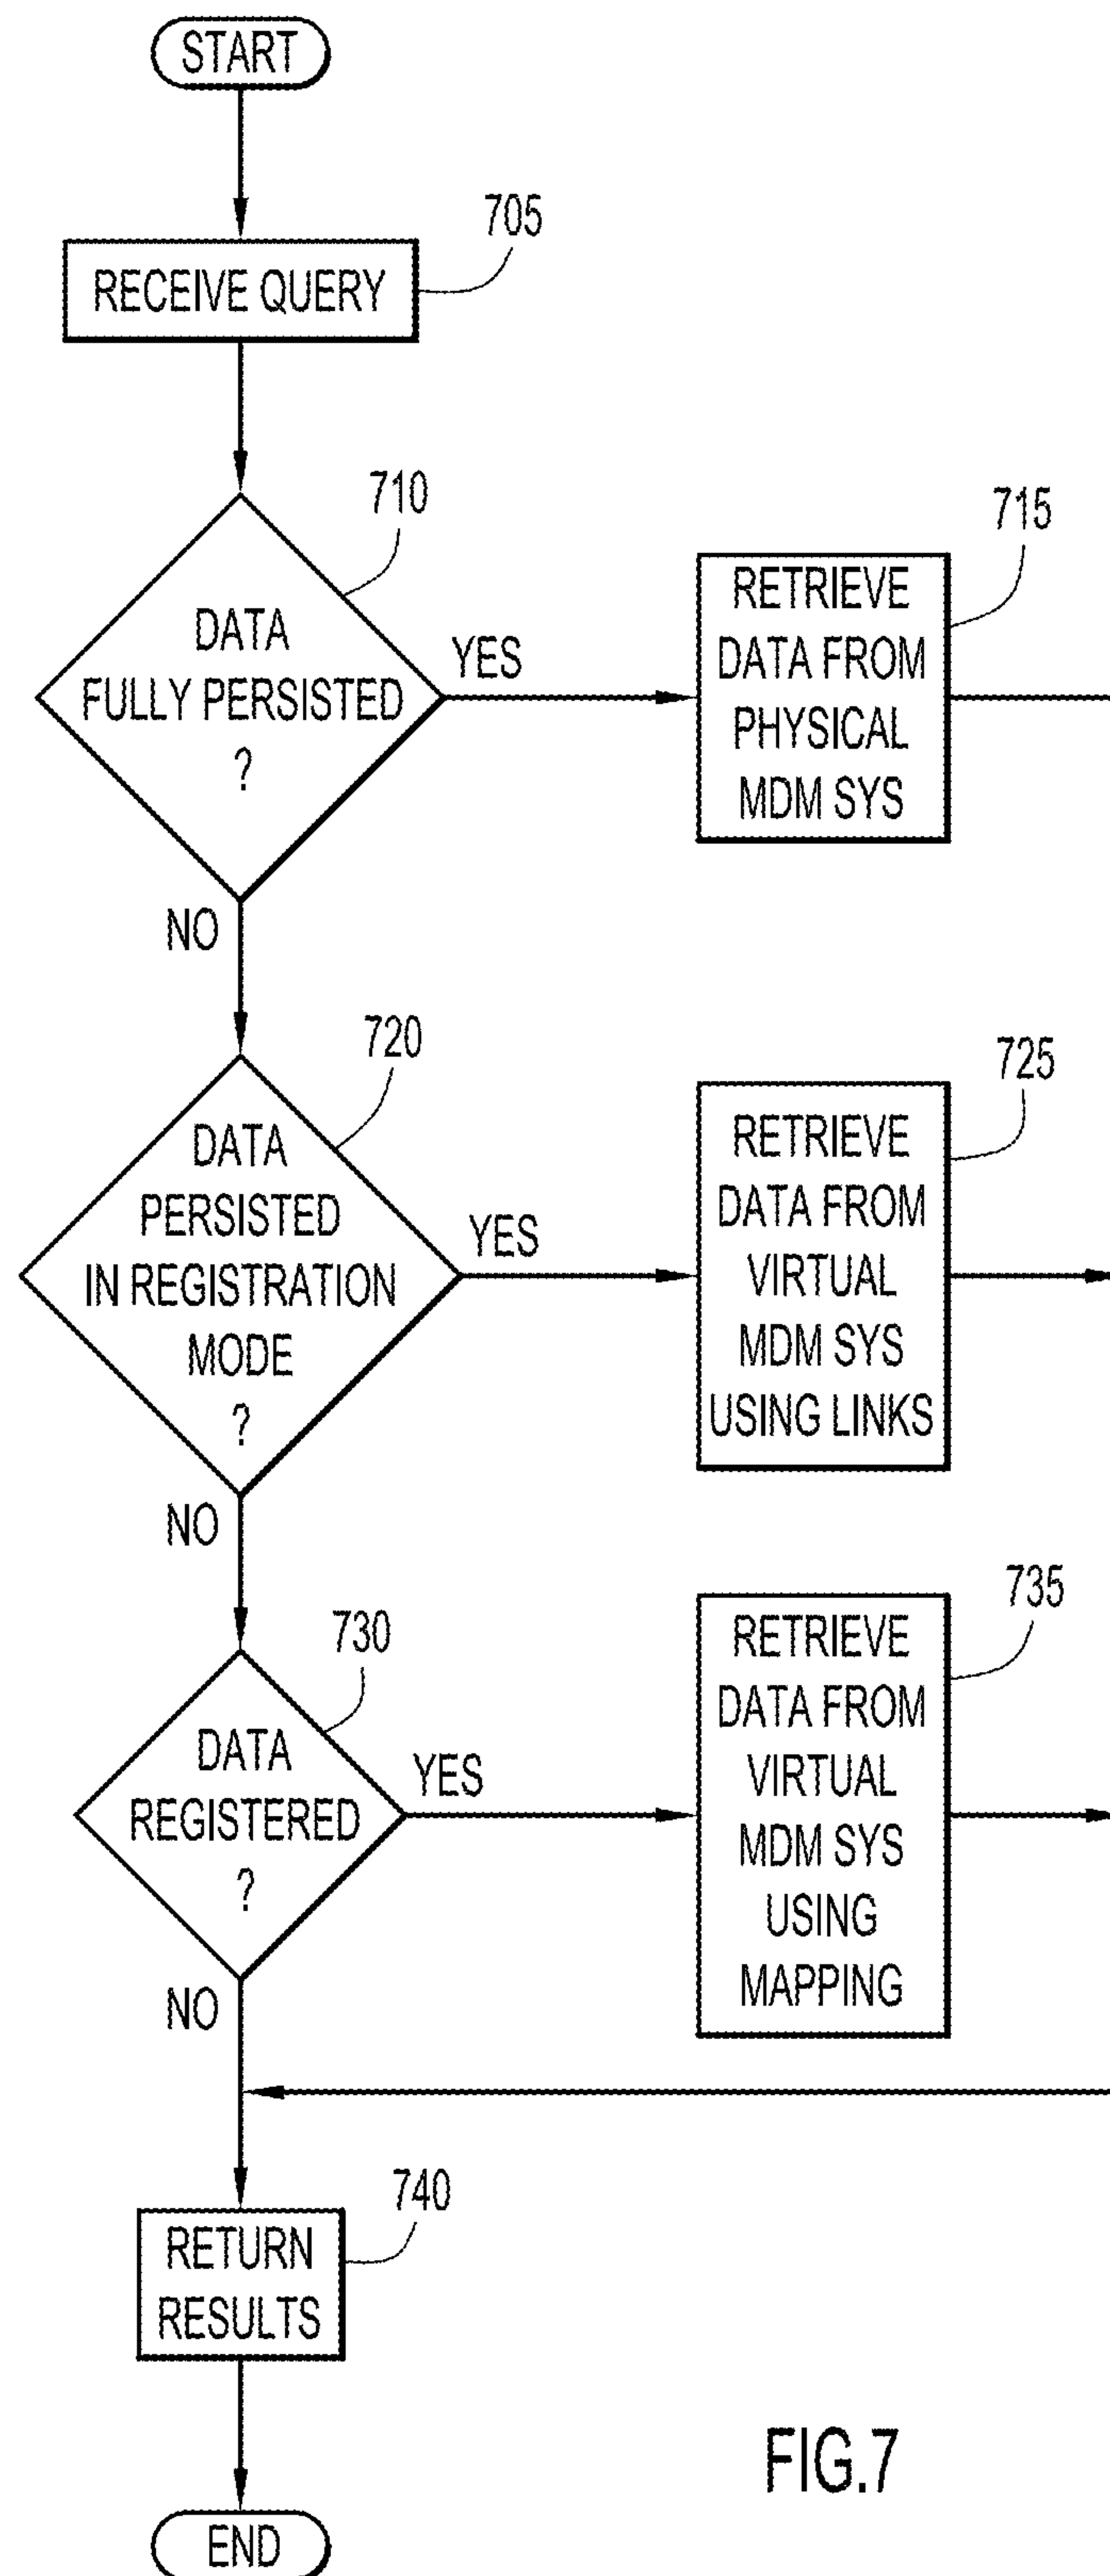 START
705
RECEIVE QUERY
710
DATA
FULLY PERSISTED
?
YES
715
RETRIEVE
DATA FROM
PHYSICAL
MDM SYS
NO
720
DATA
PERSISTED
IN REGISTRATION
MODE
?
YES
725
RETRIEVE
DATA FROM
VIRTUAL
MDM SYS
USING LINKS
NO
730
DATA
REGISTERED
?
YES
735
RETRIEVE
DATA FROM
VIRTUAL
MDM SYS
USING
MAPPING
NO
740
RETURN
RESULTS
END
FIG.7